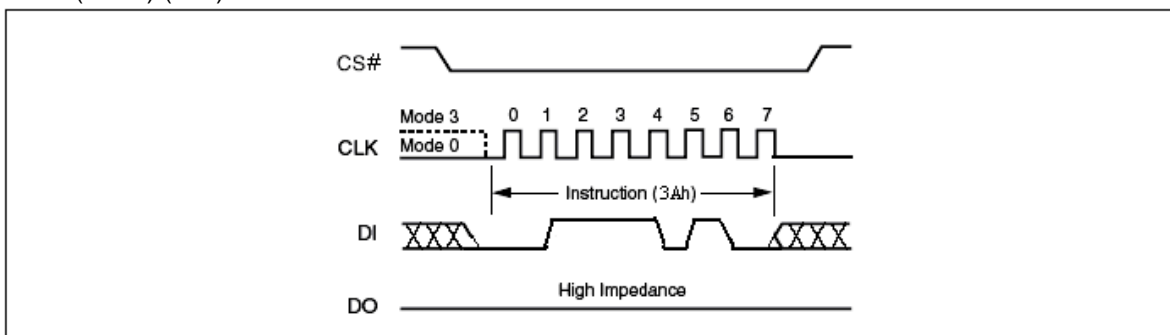 CS#
Mode 3 0 1 2 3 4 5 6 7
CLK Mode 0
Instruction (3Ah)
DI
High Impedance
DO